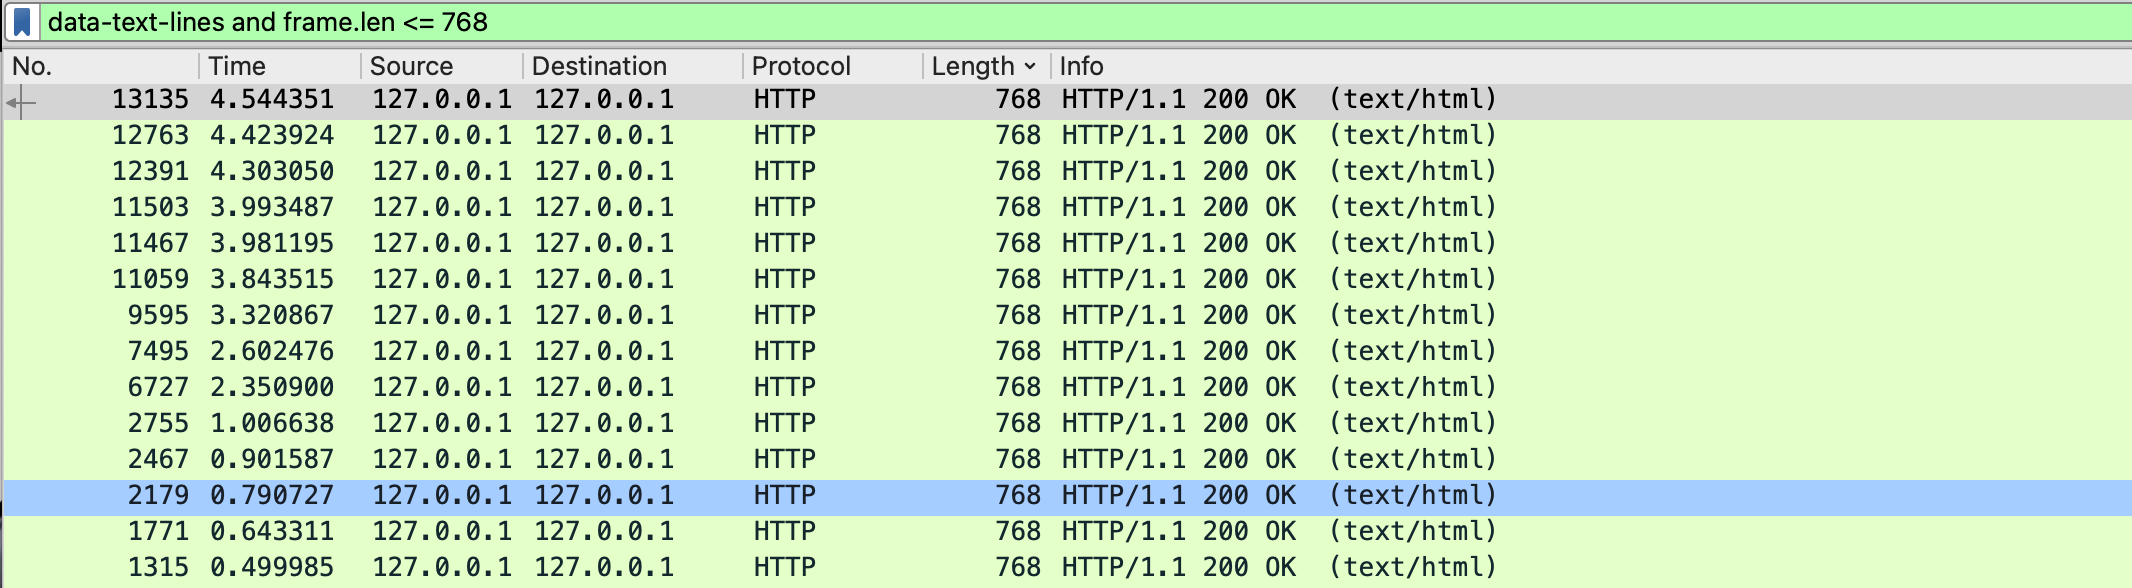 data-text-lines and frame.len <= 768
No. Time Source Destination Protocol Length Info
13135 4.544351 127.0.0.1 127.0.0.1 HTTP 768 HTTP/1.1 200 OK (text/html)
12763 4.423924 127.0.0.1 127.0.0.1 HTTP 768 HTTP/1.1 200 OK (text/html)
12391 4.303050 127.0.0.1 127.0.0.1 HTTP 768 HTTP/1.1 200 OK (text/html)
11503 3.993487 127.0.0.1 127.0.0.1 HTTP 768 HTTP/1.1 200 OK (text/html)
11467 3.981195 127.0.0.1 127.0.0.1 HTTP 768 HTTP/1.1 200 OK (text/html)
11059 3.843515 127.0.0.1 127.0.0.1 HTTP 768 HTTP/1.1 200 OK (text/html)
9595 3.320867 127.0.0.1 127.0.0.1 HTTP 768 HTTP/1.1 200 OK (text/html)
7495 2.602476 127.0.0.1 127.0.0.1 HTTP 768 HTTP/1.1 200 OK (text/html)
6727 2.350900 127.0.0.1 127.0.0.1 HTTP 768 HTTP/1.1 200 OK (text/html)
2755 1.006638 127.0.0.1 127.0.0.1 HTTP 768 HTTP/1.1 200 OK (text/html)
2467 0.901587 127.0.0.1 127.0.0.1 HTTP 768 HTTP/1.1 200 OK (text/html)
2179 0.790727 127.0.0.1 127.0.0.1 HTTP 768 HTTP/1.1 200 OK (text/html)
1771 0.643311 127.0.0.1 127.0.0.1 HTTP 768 HTTP/1.1 200 OK (text/html)
1315 0.499985 127.0.0.1 127.0.0.1 HTTP 768 HTTP/1.1 200 OK (text/html)